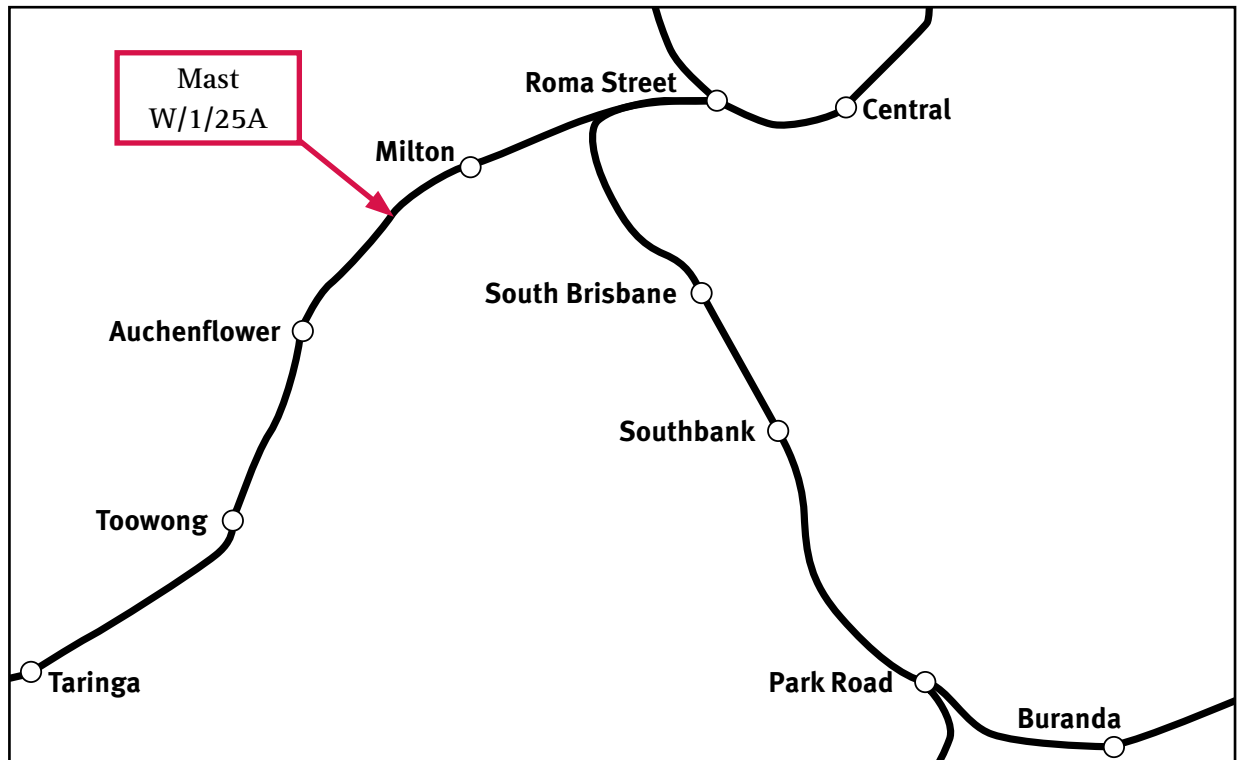 Mast
W/1/25A
Roma Street
Central
Milton
South Brisbane
Auchenflower
Southbank
Toowong
Taringa
Park Road
Buranda